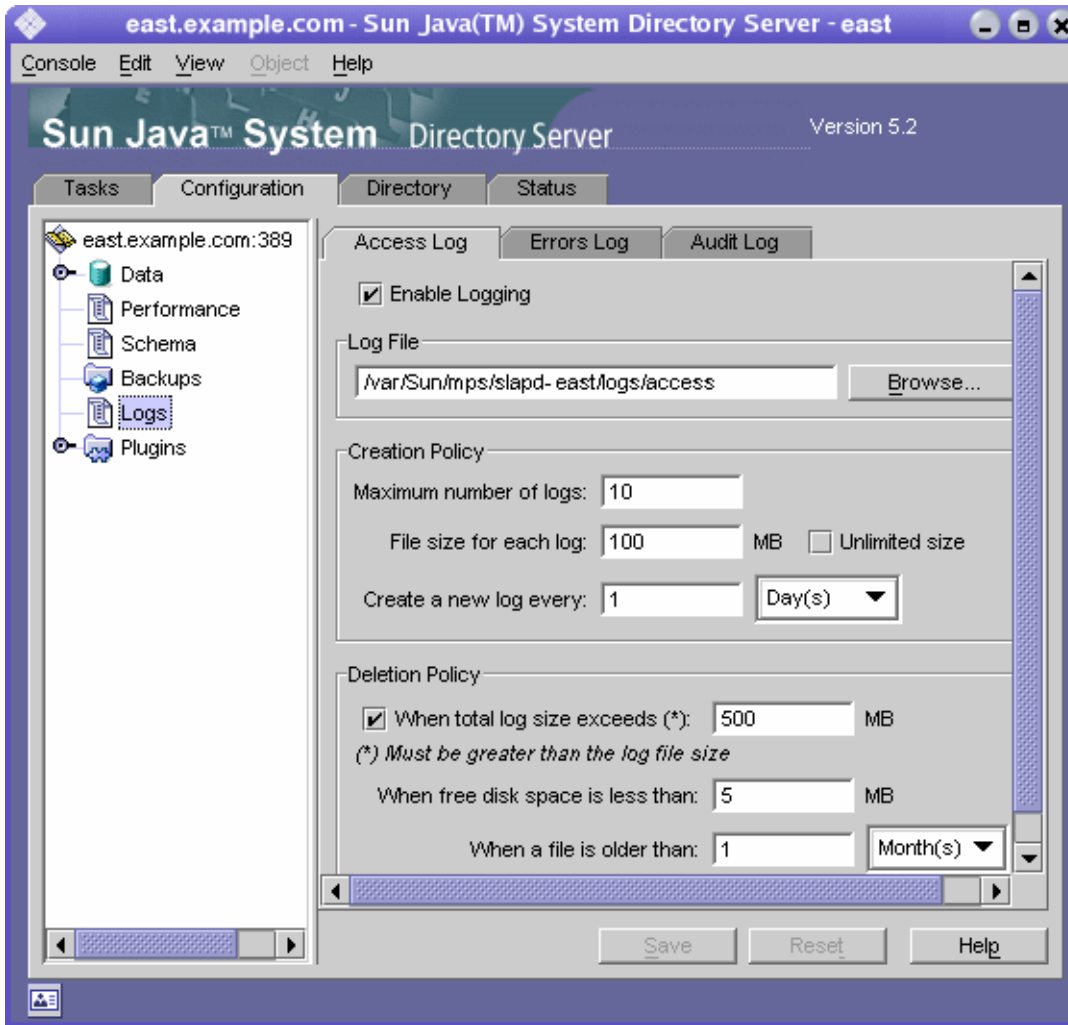 east.example.com - Sun Java(TM) System Directory Server - east
Console Edit View Object Help
Sun Java™ System Directory Server
Version 5.2
Tasks Configuration Directory Status
east.example.com:389
Data
Performance
Schema
Backups
Logs
Plugins
Access Log Errors Log Audit Log
Enable Logging
Log File
/var/Sun/mps/slapd-east/logs/access Browse...
Creation Policy
Maximum number of logs: 10
File size for each log: 100 MB Unlimited size
Create a new log every: 1 Day(s)
Deletion Policy
When total log size exceeds (*): 500 MB
(*) Must be greater than the log file size
When free disk space is less than: 5 MB
When a file is older than: 1 Month(s)
Save Reset Help